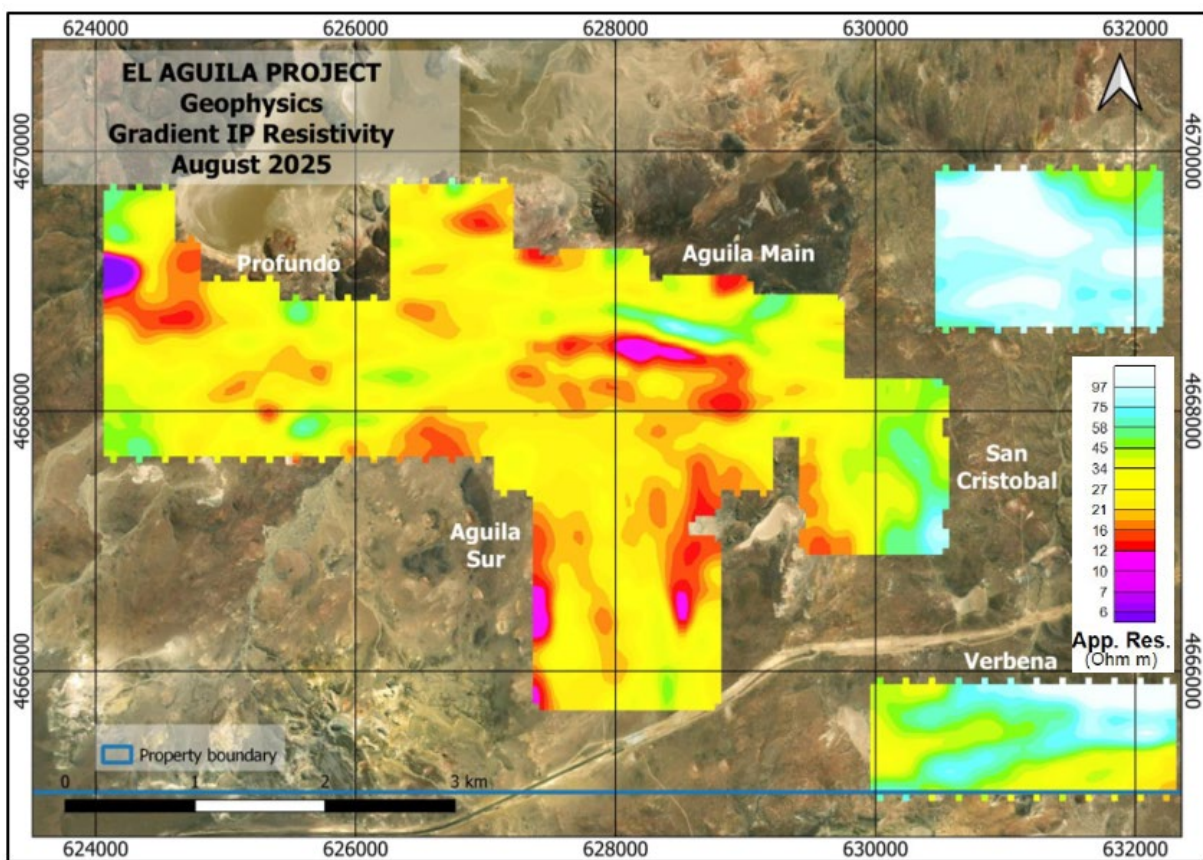 624000 626000 628000 630000 632000
EL AGUILA PROJECT
Geophysics
Gradient IP Resistivity
August 2025
4670000 4670000
Profundo
Aguila Main
4668000 4668000
San
Cristobal
Aguila
Sur
97
75
58
45
34
27
21
16
12
10
7
6
App. Res.
(Ohm m)
Verbena
4666000 4666000
Property boundary
0 1 2 3 km
624000 626000 628000 630000 632000